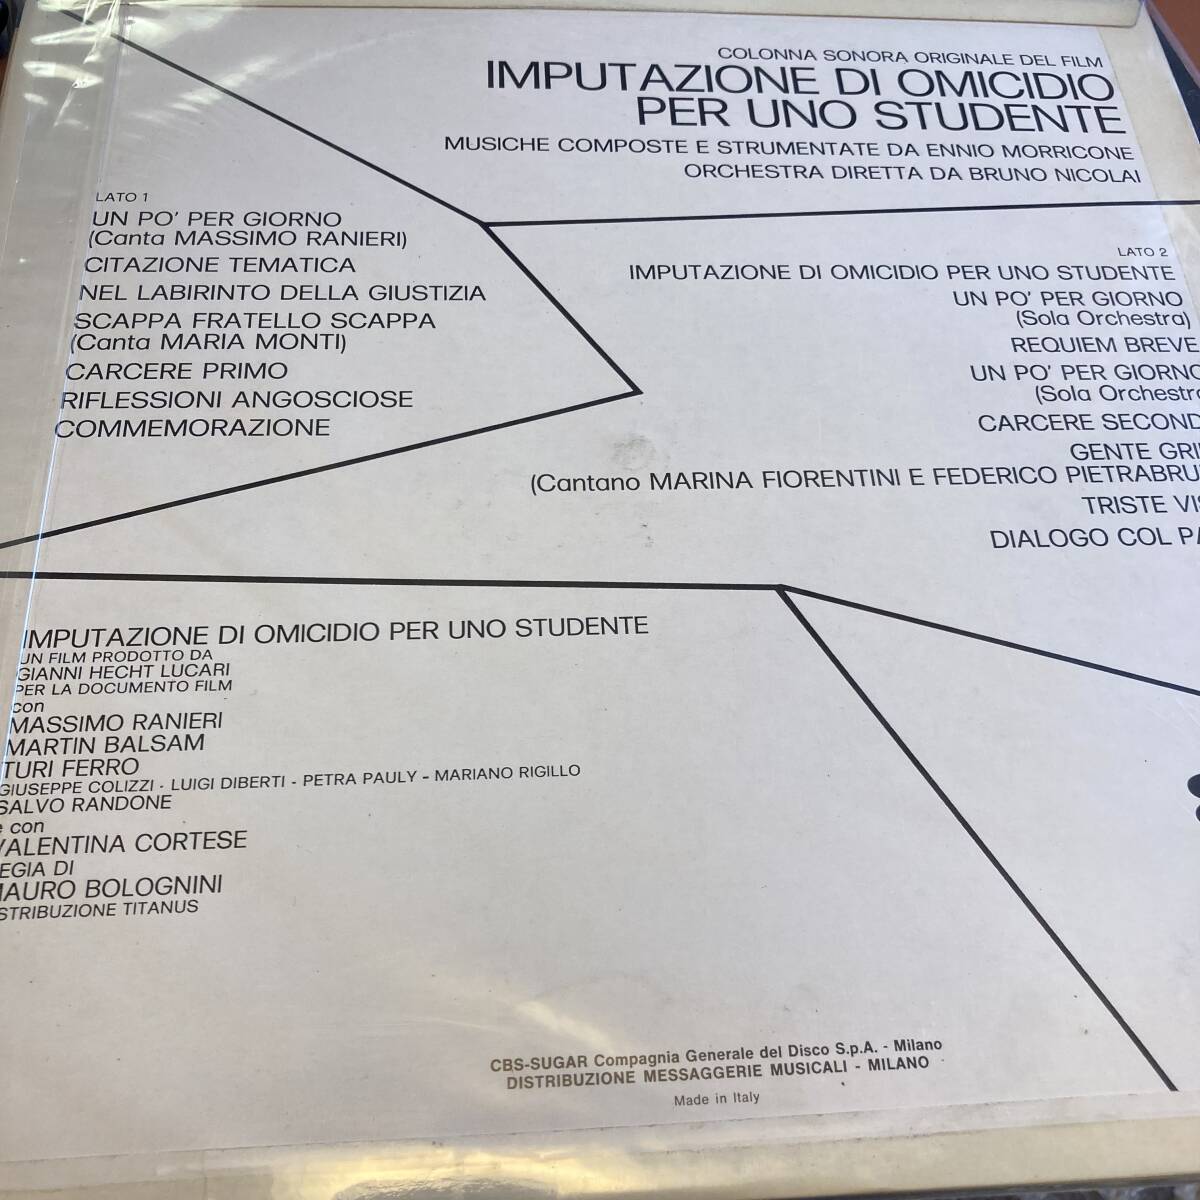 COLONNA SONORA ORIGINALE DEL FILM
IMPUTAZIONE DI OMICIDIO
PER UNO STUDENTE
MUSICHE COMPOSTE E STRUMENTATE DA ENNIO MORRICONE
ORCHESTRA DIRETTA DA BRUNO NICOLAI
LATO 1
UN PO' PER GIORNO
(Canta MASSIMO RANIERI)
CITAZIONE TEMATICA
NEL LABIRINTO DELLA GIUSTIZIA
SCAPPA FRATELLO SCAPPA
(Canta MARIA MONTI)
CARCERE PRIMO
RIFLESSIONI ANGOSCIOSE
COMMEMORAZIONE
LATO 2
IMPUTAZIONE DI OMICIDIO PER UNO STUDENTE
UN PO' PER GIORNO
(Sola Orchestra)
REQUIEM BREVE
UN PO' PER GIORNO
(Sola Orchestra
CARCERE SECOND
GENTE
(Cantano MARINA FIORENTINI E FEDERICO
TRISTE
DIALOGO COL
IMPUTAZIONE DI OMICIDIO PER UNO STUDENTE
UN FILM PRODOTTO DA
GIANNI HECHT LUCARI
PER LA DOCUMENTO FILM
con
MASSIMO RANIERI
MARTIN BALSAM
TURI FERRO
GIUSEPPE COLIZZI - LUIGI DIBERTI - PETRA PAULY - MARIANO RIGILLO
SALVO RANDONE
e con
VALENTINA CORTESE
EGIA DI
MAURO BOLOGNINI
STRIBUZIONE TITANUS
CBS-SUGAR Compagnia Generale del Disco S.p.A. - Milano
DISTRIBUZIONE MESSAGGERIE MUSICALI - MILANO
Made in Italy